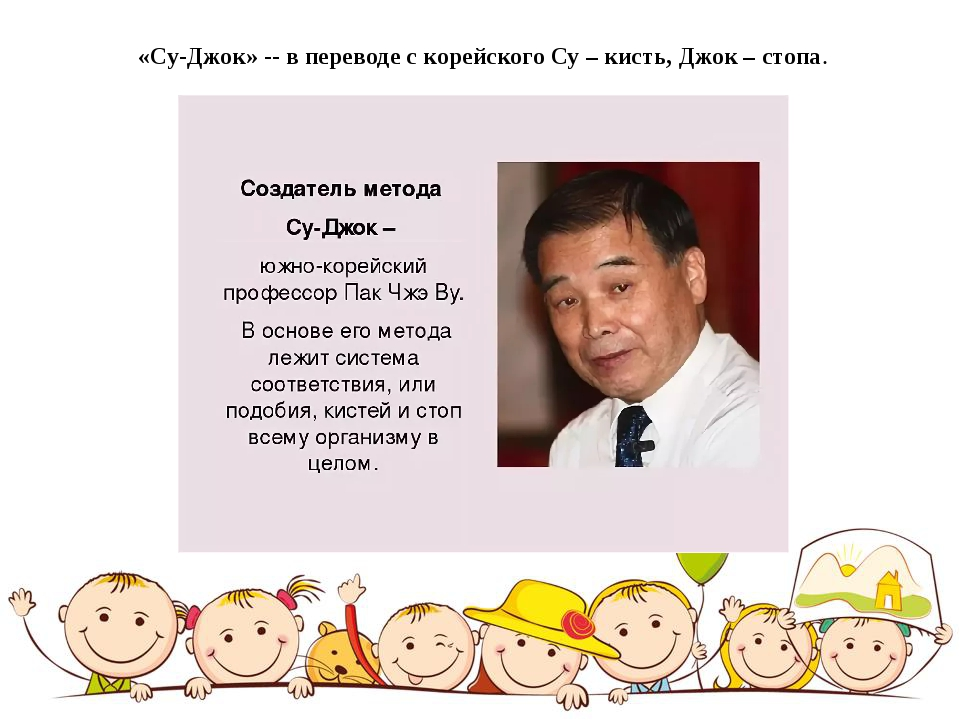 «Су-Джок» -- в переводе с корейского Су – кисть, Джок – стопа.
Создатель метода
Су-Джок –
южно-корейский
профессор Пак Чжэ Ву.
В основе его метода
лежит система
соответствия, или
подобия, кистей и стоп
всему организму в
целом.